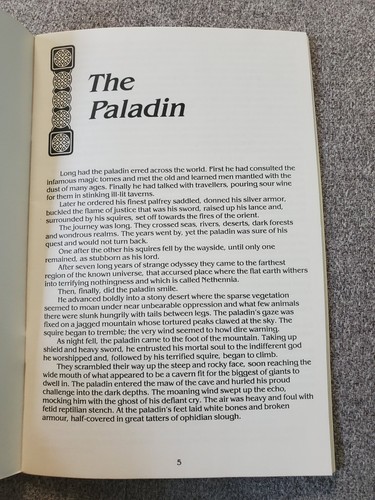 The
Paladin
Long had the paladin erred across the world. First he had consulted the
infamous magic tomes and met the old and learned men mantled with the
dust of many ages. Finally he had talked with travellers, pouring sour wine
for them in stinking ill-lit taverns.
Later he ordered his finest palfrey saddled, donned his silver armor,
buckled the flame of justice that was his sword, raised up his lance and,
surrounded by his squires, set off towards the fires of the orient.
The journey was long. They crossed seas, rivers, deserts, dark forests
and wondrous realms. The years went by, yet the paladin was sure of his
quest and would not turn back.
One after the other his squires fell by the wayside, until only one
remained, as stubborn as his lord.
After seven long years of strange odyssey they came to the farthest
region of the known universe, that accursed place where the flat earth withers
into terrifying nothingness and which is called Nethennia.
Then, finally, did the paladin smile.
He advanced boldly into a stony desert where the sparse vegetation
seemed to moan under near unbearable oppression and what few animals
there were slunk hungrily with tails between legs. The paladin's gaze was
fixed on a jagged mountain whose tortured peaks clawed at the sky. The
squire began to tremble; the very wind seemed to howl dire warning.
As night fell, the paladin came to the foot of the mountain. Taking up
shield and heavy sword, he entrusted his mortal soul to the indifferent god
he worshipped and, followed by his terrified squire, began to climb.
They scrambled their way up the steep and rocky face, soon reaching the
wide mouth of what appeared to be a cavern fit for the biggest of giants to
dwell in. The paladin entered the maw of the cave and hurled his proud
challenge into the dark depths. The moaning wind swept up the echo,
mocking him with the ghost of his defiant cry. The air was heavy and foul with
fetid reptilian stench. At the paladin's feet laid white bones and broken
armour, half-covered in great tatters of ophidian slough.
5